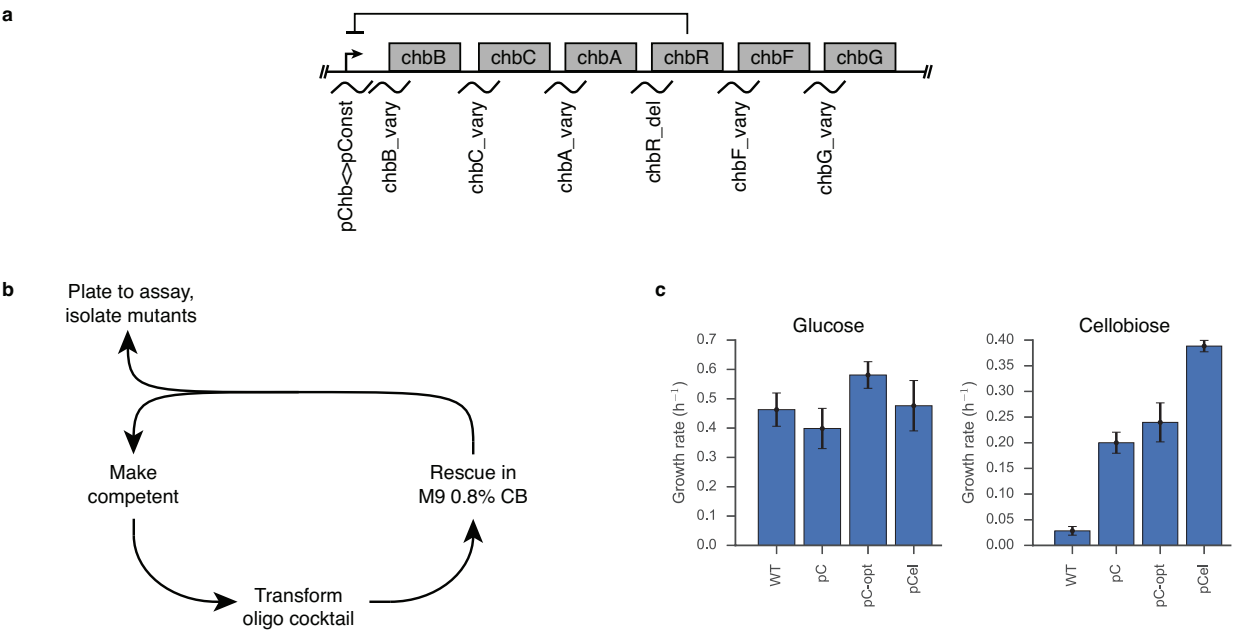 a
chbB chbC chbA chbR chbF chbG
pChb<>pConst
chbB_vary
chbC_vary
chbA_vary
chbR_del
chbF_vary
chbG_vary
b
Plate to assay,
isolate mutants
Make
competent
Rescue in
M9 0.8% CB
Transform
oligo cocktail
c
Glucose
Growth rate (h⁻¹)
0.7
0.6
0.5
0.4
0.3
0.2
0.1
0.0
WT
pC
pC-opt
pCel
Cellobiose
Growth rate (h⁻¹)
0.40
0.35
0.30
0.25
0.20
0.15
0.10
0.05
0.00
WT
pC
pC-opt
pCel